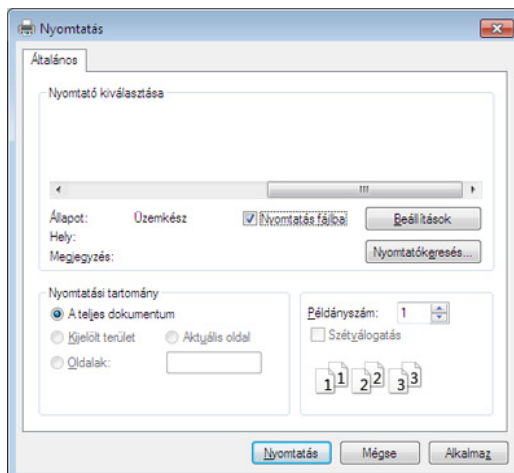 Nyomtatás
Általános
Nyomtató kiválasztása
Állapot: Üzemkész
Nyomtatás fájlba
Beállítások
Hely:
Megjegyzés:
Nyomtatókeresés...
Nyomtatási tartomány
A teljes dokumentum
Kijelölt terület
Aktuális oldal
Oldalak:
Példányszám: 1
Szétválogatás
1 1 2 2 3 3
Nyomtatás
Mégse
Alkalmaz